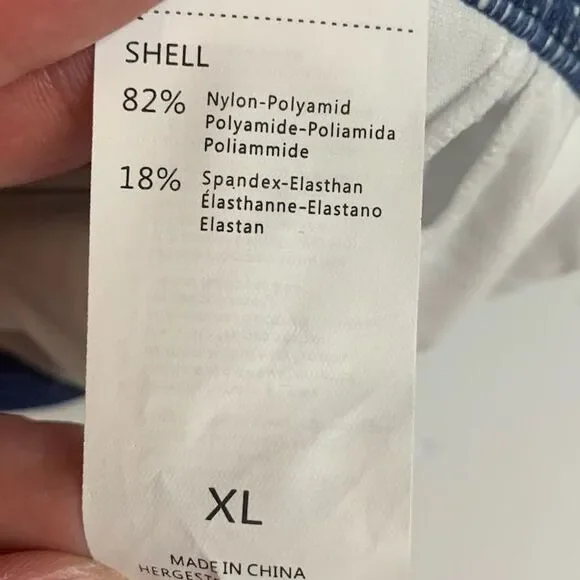 SHELL
82% Nylon-Polyamid
Polyamide-Poliamida
Poliammide
18% Spandex-Elasthan
Élasthanne-Elastano
Elastan
XL
MADE IN CHINA